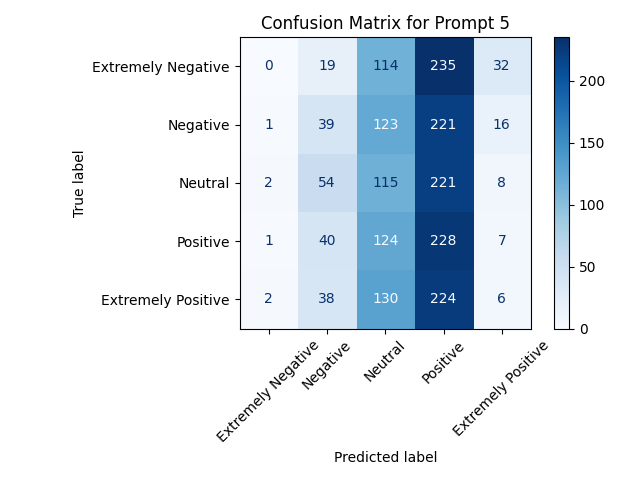 Confusion Matrix for Prompt 5
True label
Extremely Negative 0 19 114 235 32
Negative 1 39 123 221 16
Neutral 2 54 115 221 8
Positive 1 40 124 228 7
Extremely Positive 2 38 130 224 6
Extremely Negative Negative Neutral Positive Extremely Positive
Predicted label
200
150
100
50
0